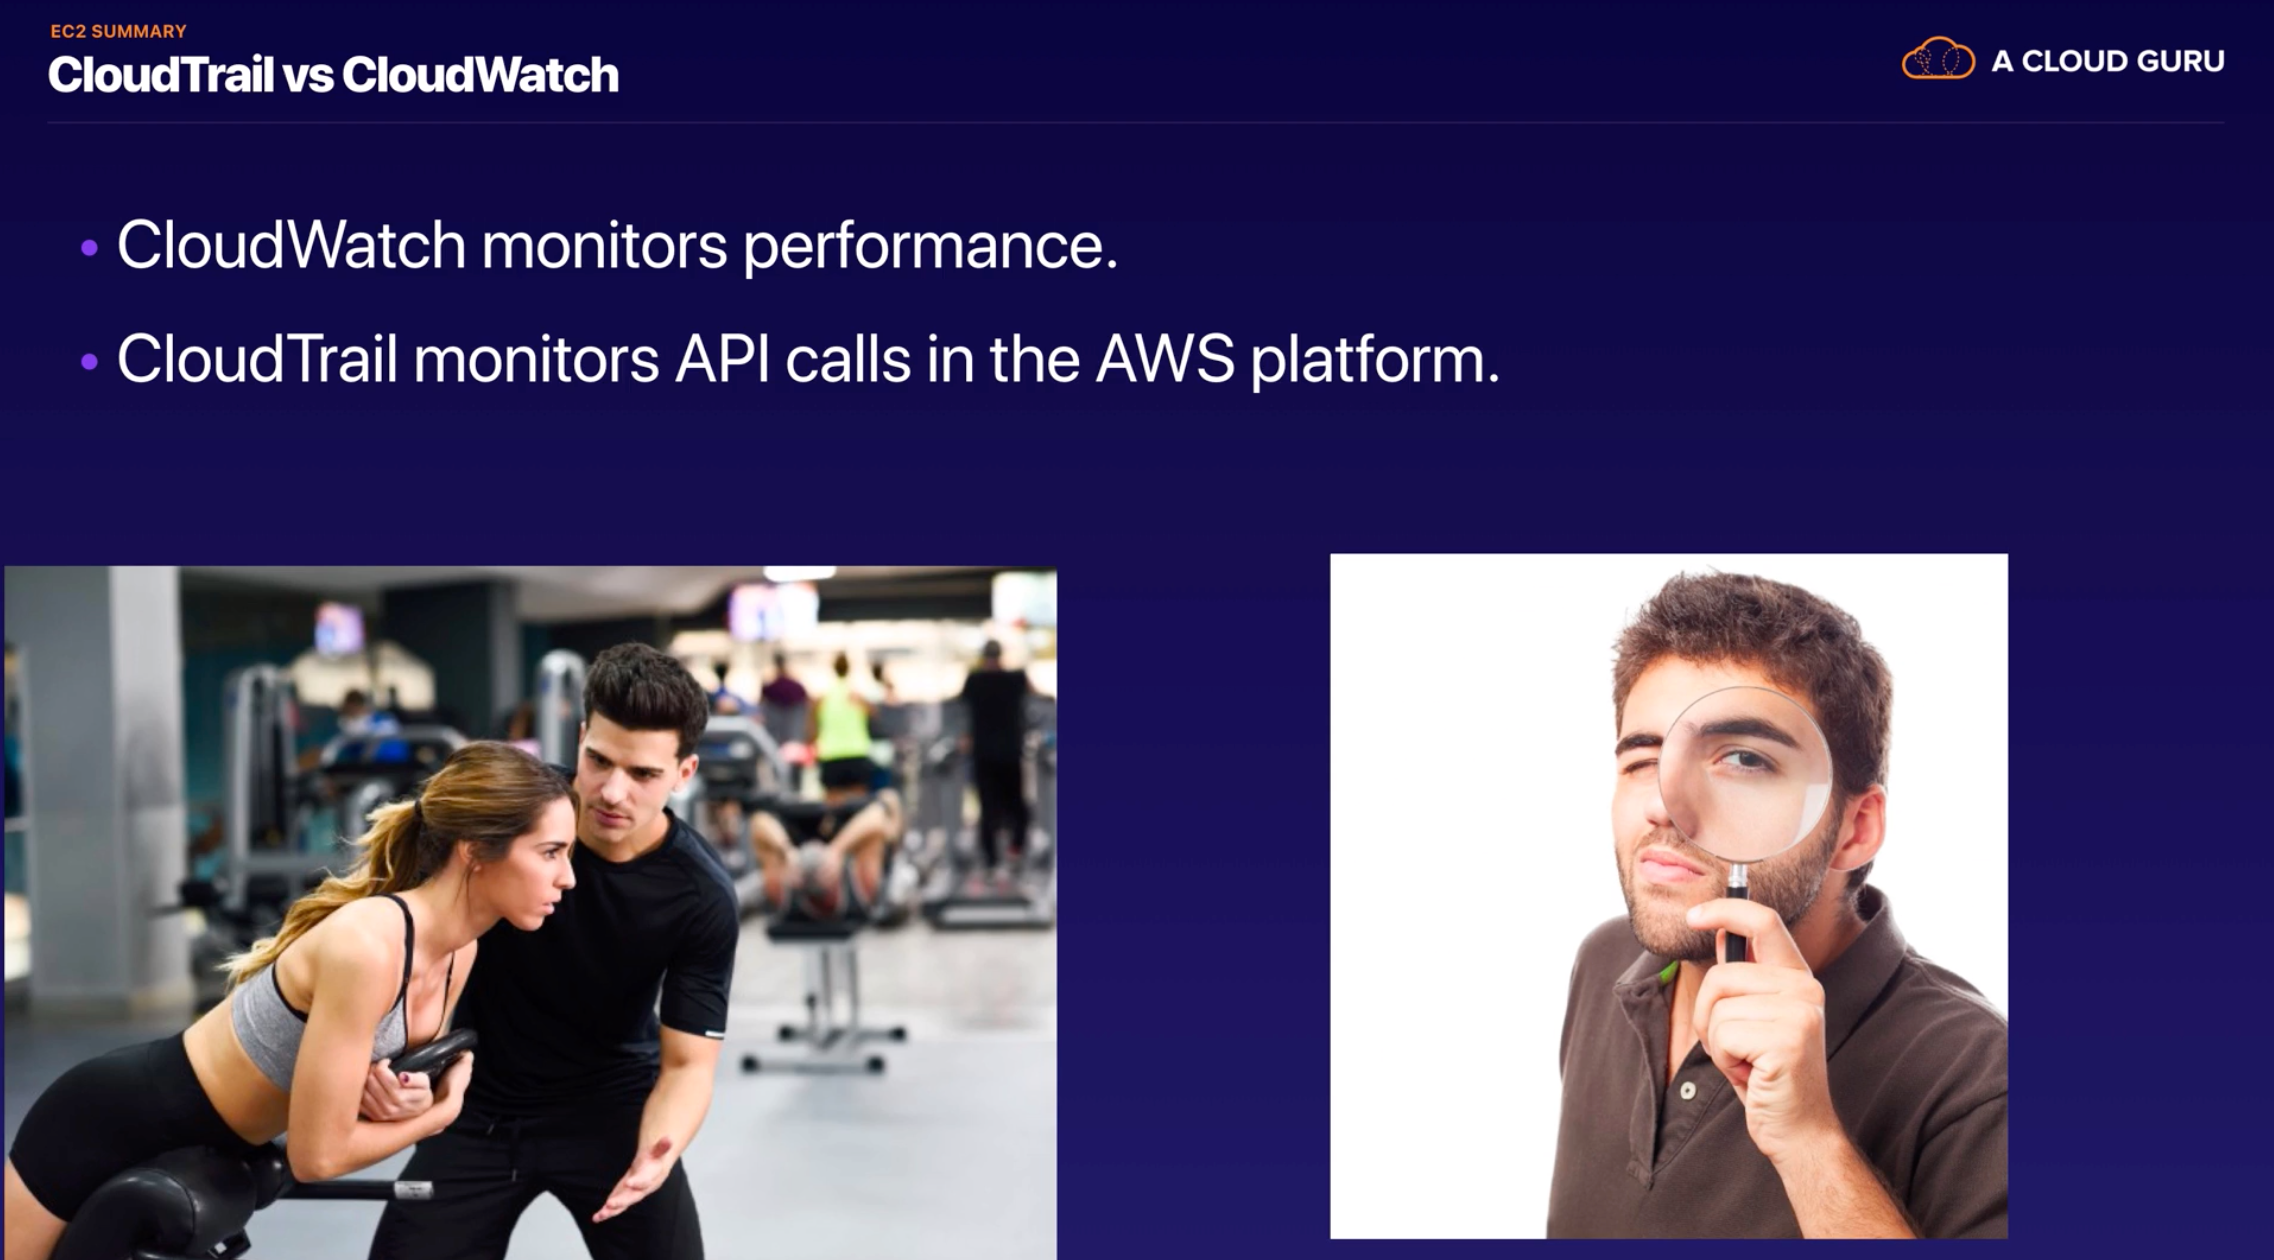 EC2 SUMMARY
CloudTrail vs CloudWatch
A CLOUD GURU
• CloudWatch monitors performance.
• CloudTrail monitors API calls in the AWS platform.